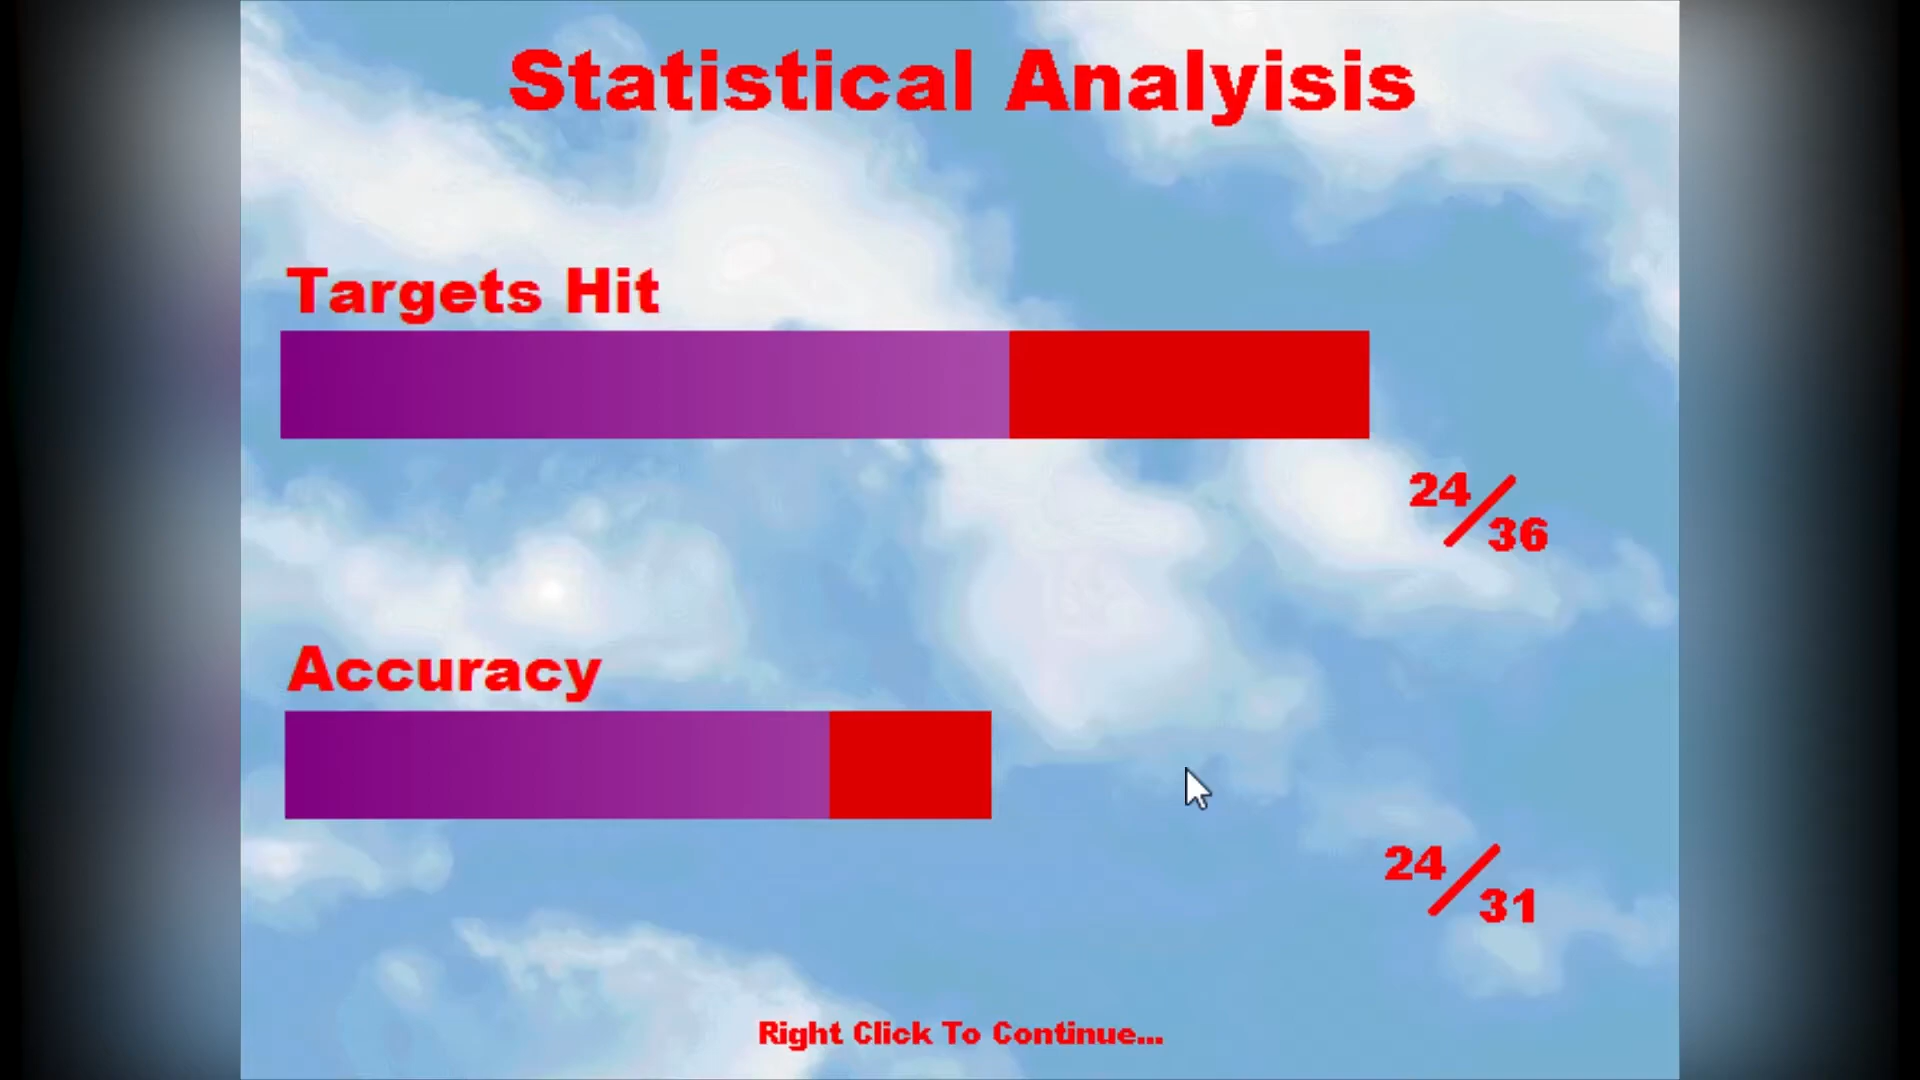 Statistical Analyisis
Targets Hit
24/36
Accuracy
24/31
Right Click To Continue...